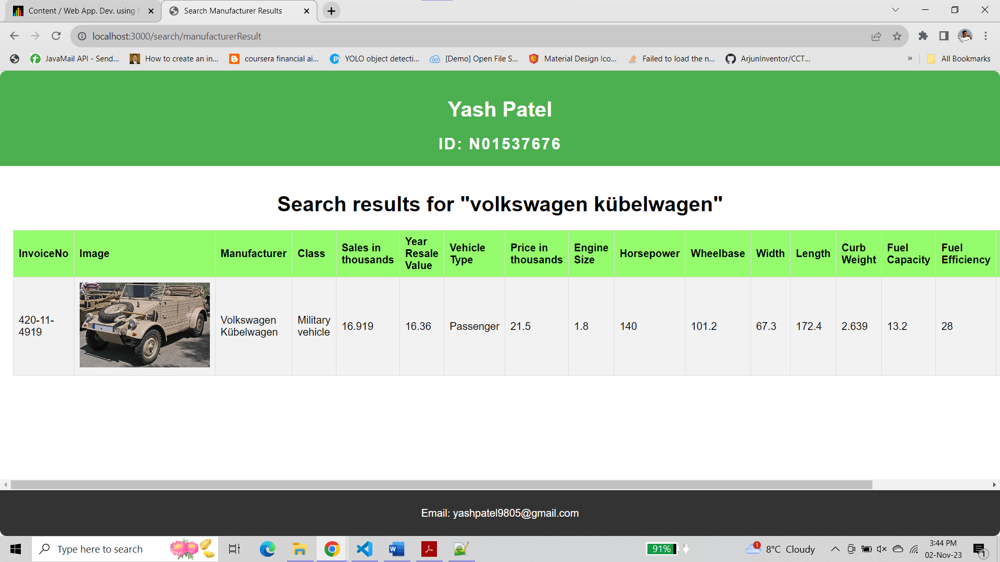 Content / Web App. Dev. using
Search Manufacturer Results
localhost:3000/search/manufacturerResult
JavaMail API - Send...
How to create an in...
coursera financial ai...
YOLO object detecti...
[Demo] Open File S...
Material Design Ico...
Failed to load the n...
ArjunInventor/CCT...
»
All Bookmarks
Yash Patel
ID: N01537676
Search results for "volkswagen kübelwagen"
InvoiceNo
Image
Manufacturer
Class
Sales in
thousands
Year
Resale
Value
Vehicle
Type
Price in
thousands
Engine
Size
Horsepower
Wheelbase
Width
Length
Curb
Weight
Fuel
Capacity
Fuel
Efficiency
420-11-
4919
Volkswagen
Kübelwagen
Military
vehicle
16.919
16.36
Passenger
21.5
1.8
140
101.2
67.3
172.4
2.639
13.2
28
Email: yashpatel9805@gmail.com
Type here to search
91%
1
8°C Cloudy
3:44 PM
02-Nov-23
1